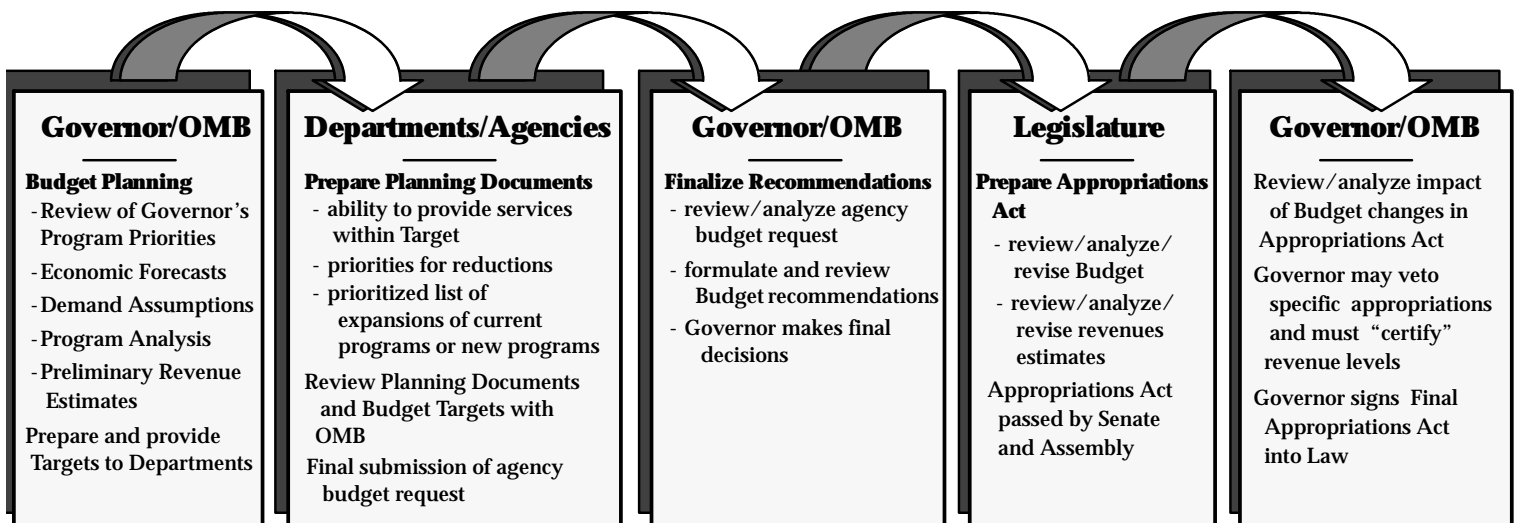 Governor/OMB
Budget Planning
- Review of Governor's
Program Priorities
- Economic Forecasts
- Demand Assumptions
- Program Analysis
- Preliminary Revenue
Estimates
Prepare and provide
Targets to Departments
Departments/Agencies
Prepare Planning Documents
- ability to provide services
within Target
- priorities for reductions
- prioritized list of
expansions of current
programs or new programs
Review Planning Documents
and Budget Targets with
OMB
Final submission of agency
budget request
Governor/OMB
Finalize Recommendations
- review/analyze agency
budget request
- formulate and review
Budget recommendations
- Governor makes final
decisions
Legislature
Prepare Appropriations
Act
- review/analyze/
revise Budget
- review/analyze/
revise revenues
estimates
Appropriations Act
passed by Senate
and Assembly
Governor/OMB
Review/analyze impact
of Budget changes in
Appropriations Act
Governor may veto
specific appropriations
and must “certify”
revenue levels
Governor signs Final
Appropriations Act
into Law